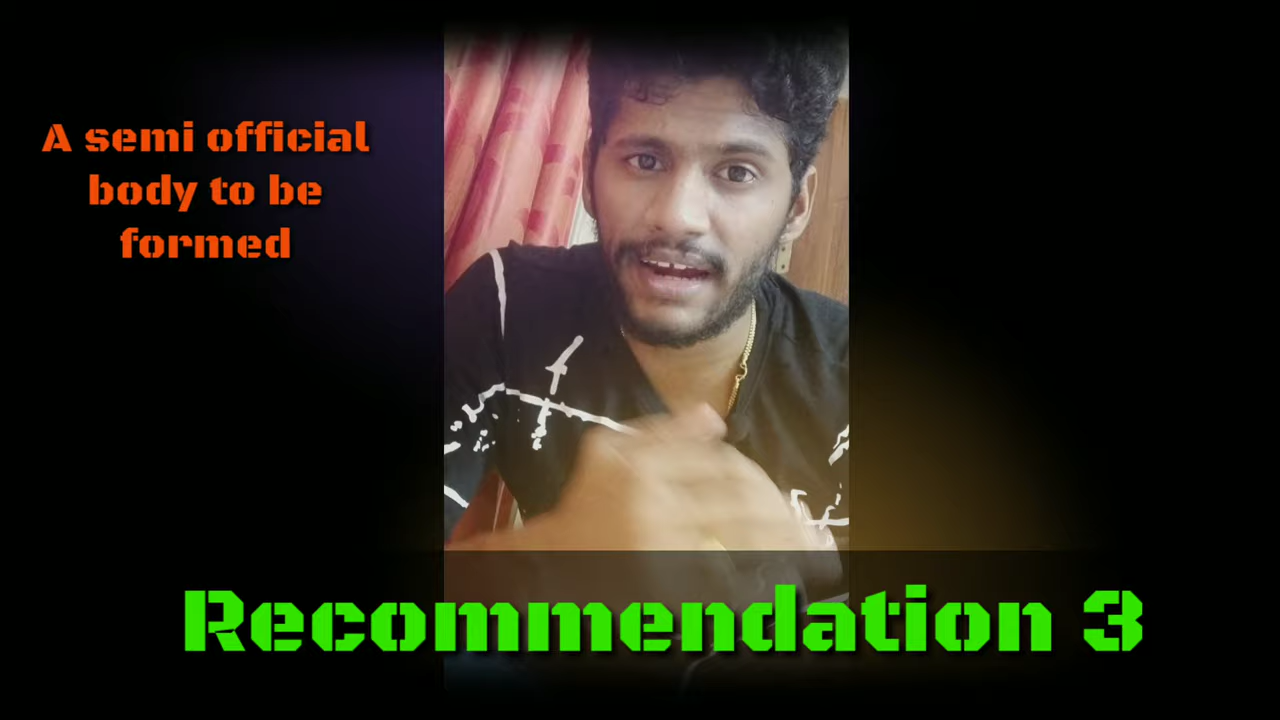 A semi official
body to be
formed
Recommendation 3